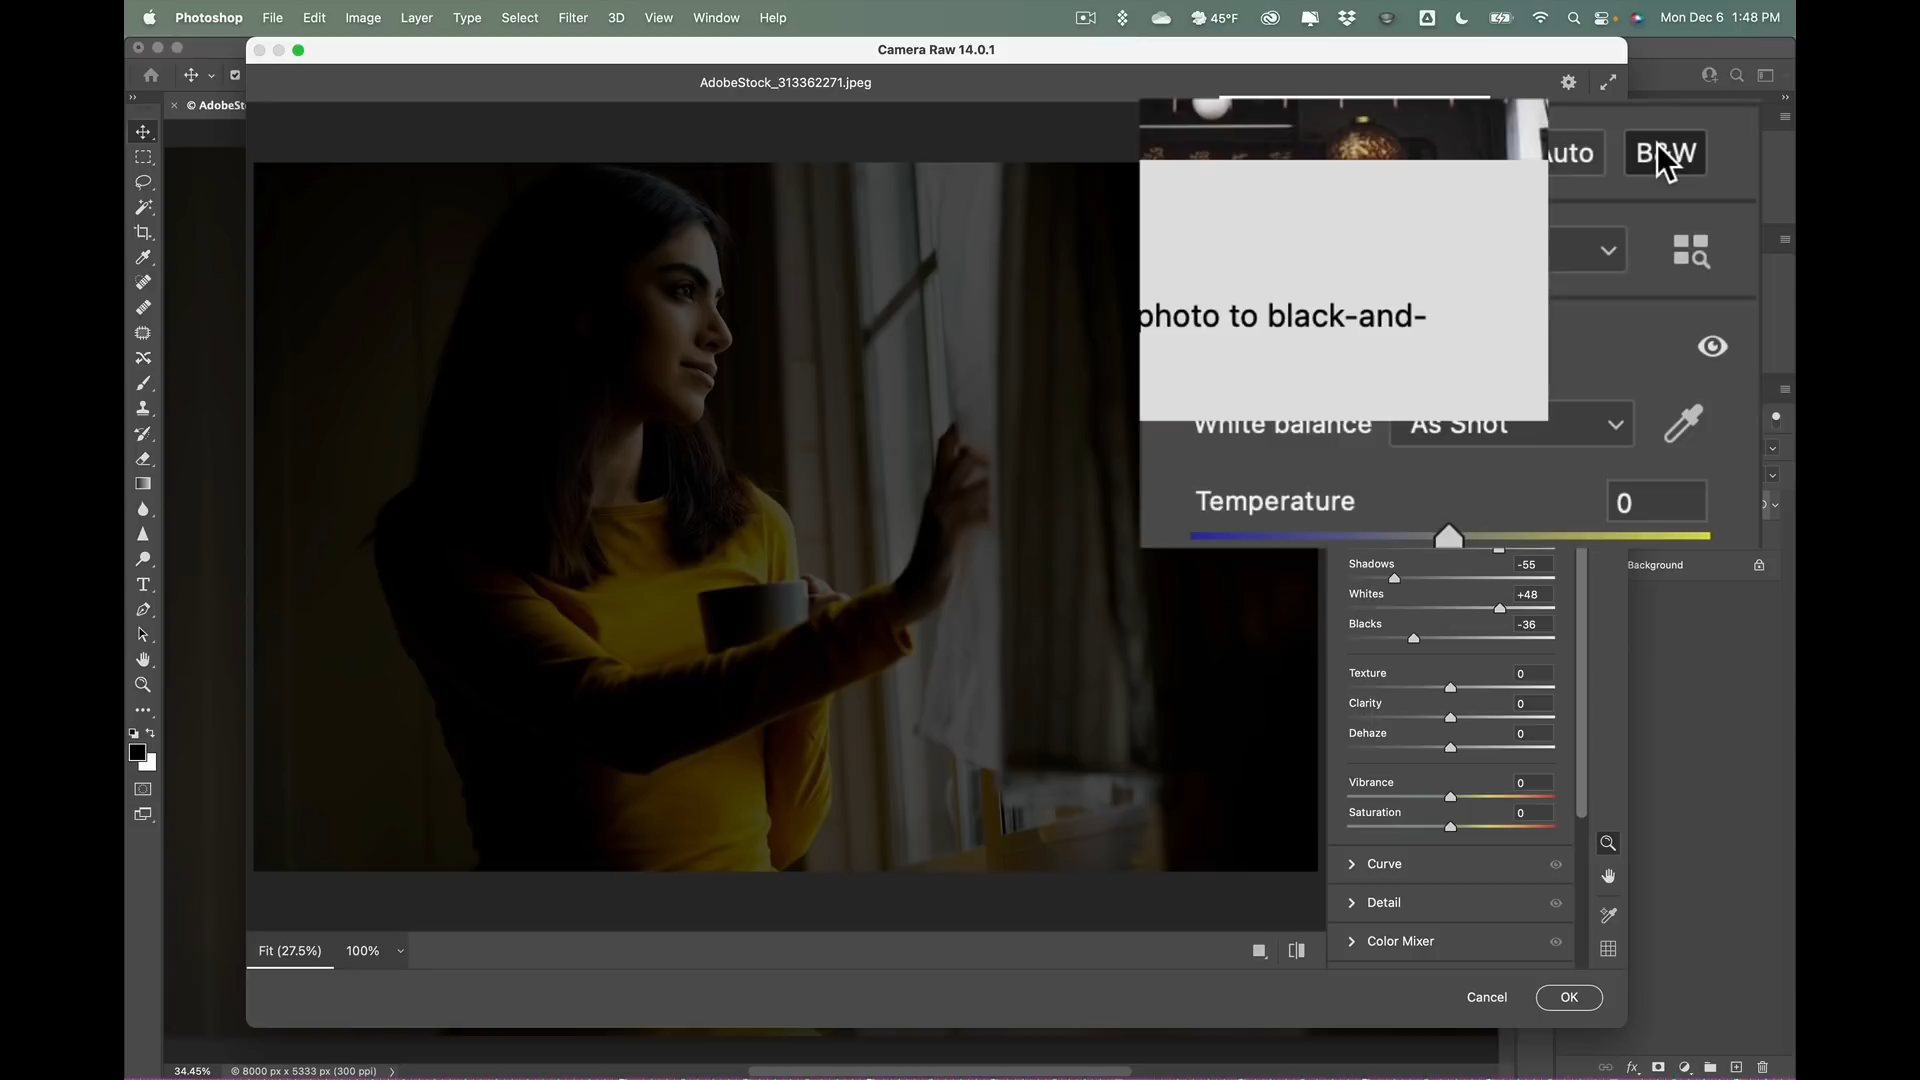 Photoshop File Edit Image Layer Type Select Filter 3D View Window Help 45°F Mon Dec 6 1:48 PM
Camera Raw 14.0.1
AdobeStock_313362271.jpeg
© AdobeSt
Auto B&W
photo to black-and-
White balance As Shot
Temperature 0
Shadows -55
Background
Whites +48
Blacks -36
Texture 0
Clarity 0
Dehaze 0
Vibrance 0
Saturation 0
Curve
Detail
Color Mixer
Fit (27.5%) 100%
Cancel OK
34.45% © 8000 px x 5333 px (300 ppi)
fx